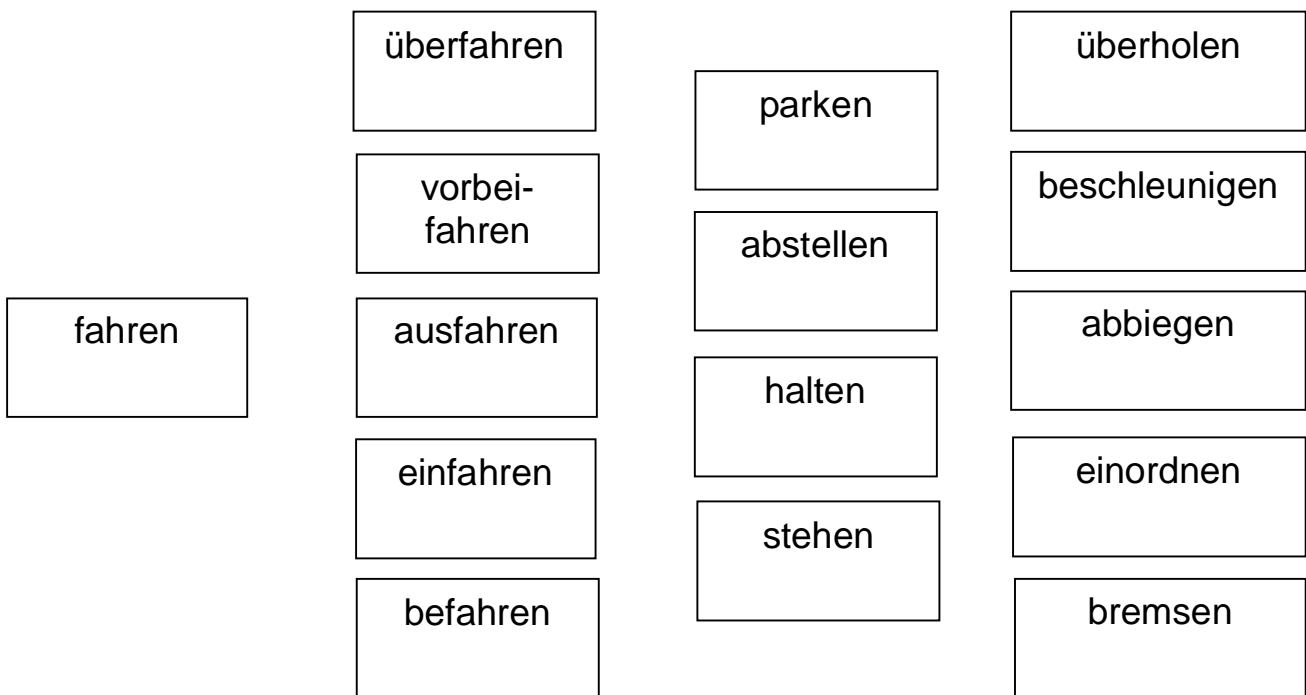 fahren
überfahren
vorbei-
fahren
ausfahren
einfahren
befahren
parken
abstellen
halten
stehen
überholen
beschleunigen
abbiegen
einordnen
bremsen